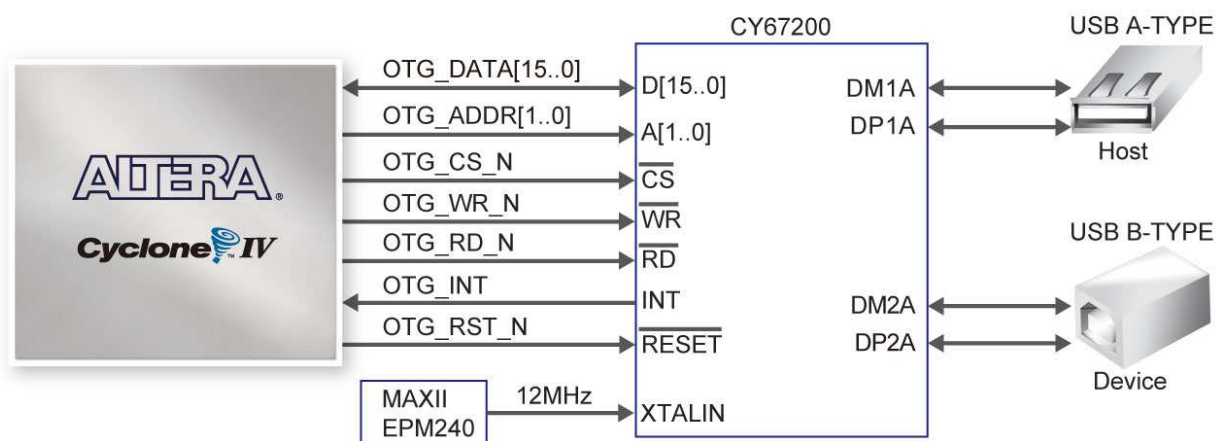 CY67200
USB A-TYPE
OTG_DATA[15..0]
D[15..0]
DM1A
OTG_ADDR[1..0]
A[1..0]
DP1A
Host
OTG_CS_N
CS
ALTERA®
OTG_WR_N
WR
Cyclone™ IV
OTG_RD_N
RD
USB B-TYPE
OTG_INT
INT
DM2A
OTG_RST_N
RESET
DP2A
Device
MAXII
EPM240
12MHz
XTALIN